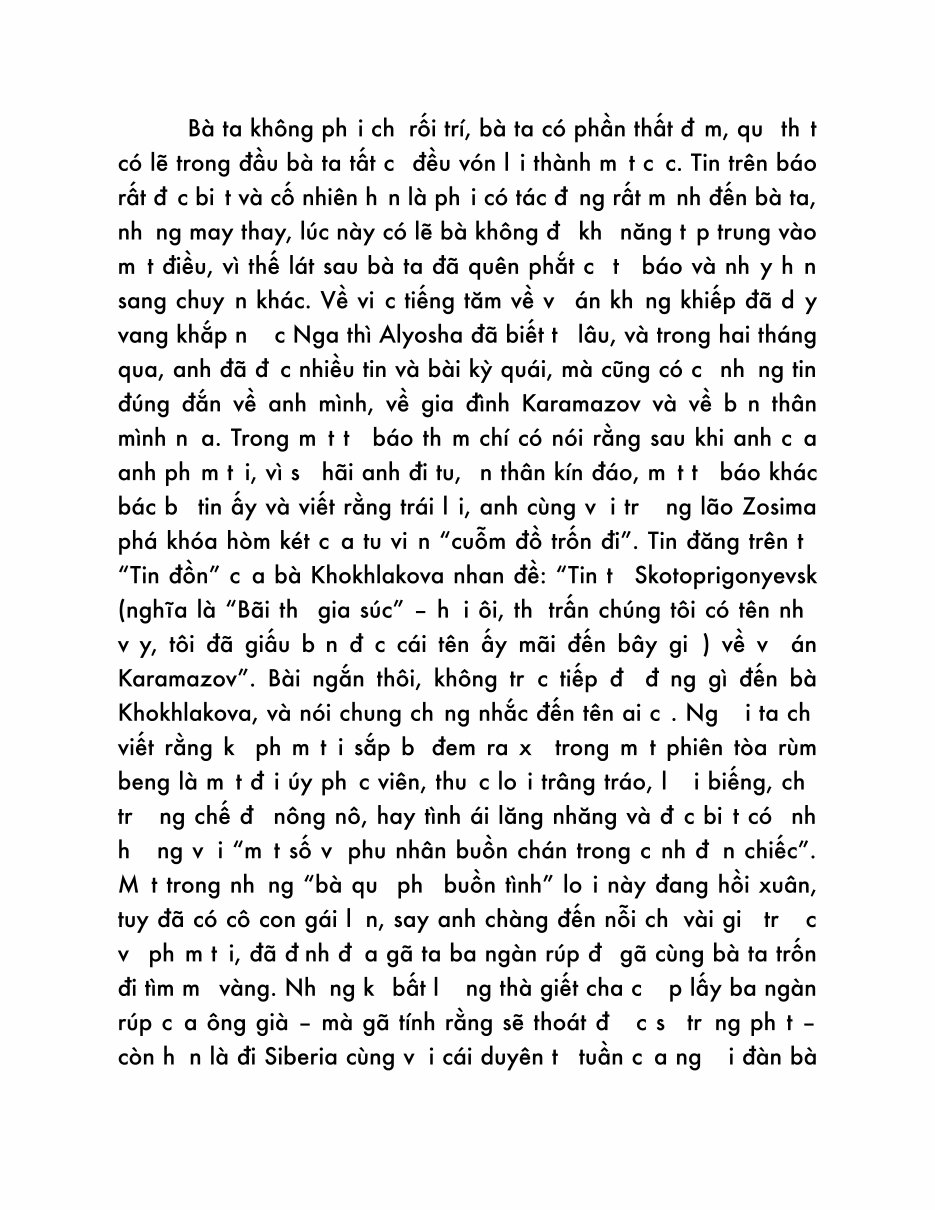 Bà ta không ph i ch rối trí, bà ta có phần thất đ m, qu th t
có lẽ trong đầu bà ta tất c đều vón l i thành m t c c. Tin trên báo
rất đ c bi t và cố nhiên h n là ph i có tác đ ng rất m nh đến bà ta,
nh ng may thay, lúc này có lẽ bà không đ kh năng t p trung vào
m t điều, vì thế lát sau bà ta đã quên phắt c t báo và nh y h n
sang chuy n khác. Về vi c tiếng tăm về v án kh ng khiếp đã d y
vang khắp n c Nga thì Alyosha đã biết t lâu, và trong hai tháng
qua, anh đã đ c nhiều tin và bài kỳ quái, mà cũng có c nh ng tin
đúng đắn về anh mình, về gia đình Karamazov và về b n thân
mình n a. Trong m t t báo th m chí có nói rằng sau khi anh c a
anh ph m t i, vì s hãi anh đi tu, n thân kín đáo, m t t báo khác
bác b tin ấy và viết rằng trái l i, anh cùng v i tr ng lão Zosima
phá khóa hòm két c a tu vi n “cuỗm đồ trốn đi”. Tin đăng trên t
“Tin đồn” c a bà Khokhlakova nhan đề: “Tin t Skotoprigonyevsk
(nghĩa là “Bãi th gia súc” – h i ôi, th trấn chúng tôi có tên nh
v y, tôi đã giấu b n đ c cái tên ấy mãi đến bây gi ) về v án
Karamazov”. Bài ngắn thôi, không tr c tiếp đ đ ng gì đến bà
Khokhlakova, và nói chung ch ng nhắc đến tên ai c . Ng i ta ch
viết rằng k ph m t i sắp b đem ra x trong m t phiên tòa rùm
beng là m t đ i úy ph c viên, thu c lo i trâng tráo, l i biếng, ch
tr ng chế đ nông nô, hay tình ái lăng nhăng và đ c bi t có nh
h ng v i “m t số v phu nhân buồn chán trong c nh đ n chiếc”.
M t trong nh ng “bà qu ph buồn tình” lo i này đang hồi xuân,
tuy đã có cô con gái l n, say anh chàng đến nỗi ch vài gi tr c
v ph m t i, đã đ nh đ a gã ta ba ngàn rúp đ gã cùng bà ta trốn
đi tìm m vàng. Nh ng k bất l ng thà giết cha c p lấy ba ngàn
rúp c a ông già – mà gã tính rằng sẽ thoát đ c s tr ng ph t –
còn h n là đi Siberia cùng v i cái duyên t tuần c a ng i đàn bà